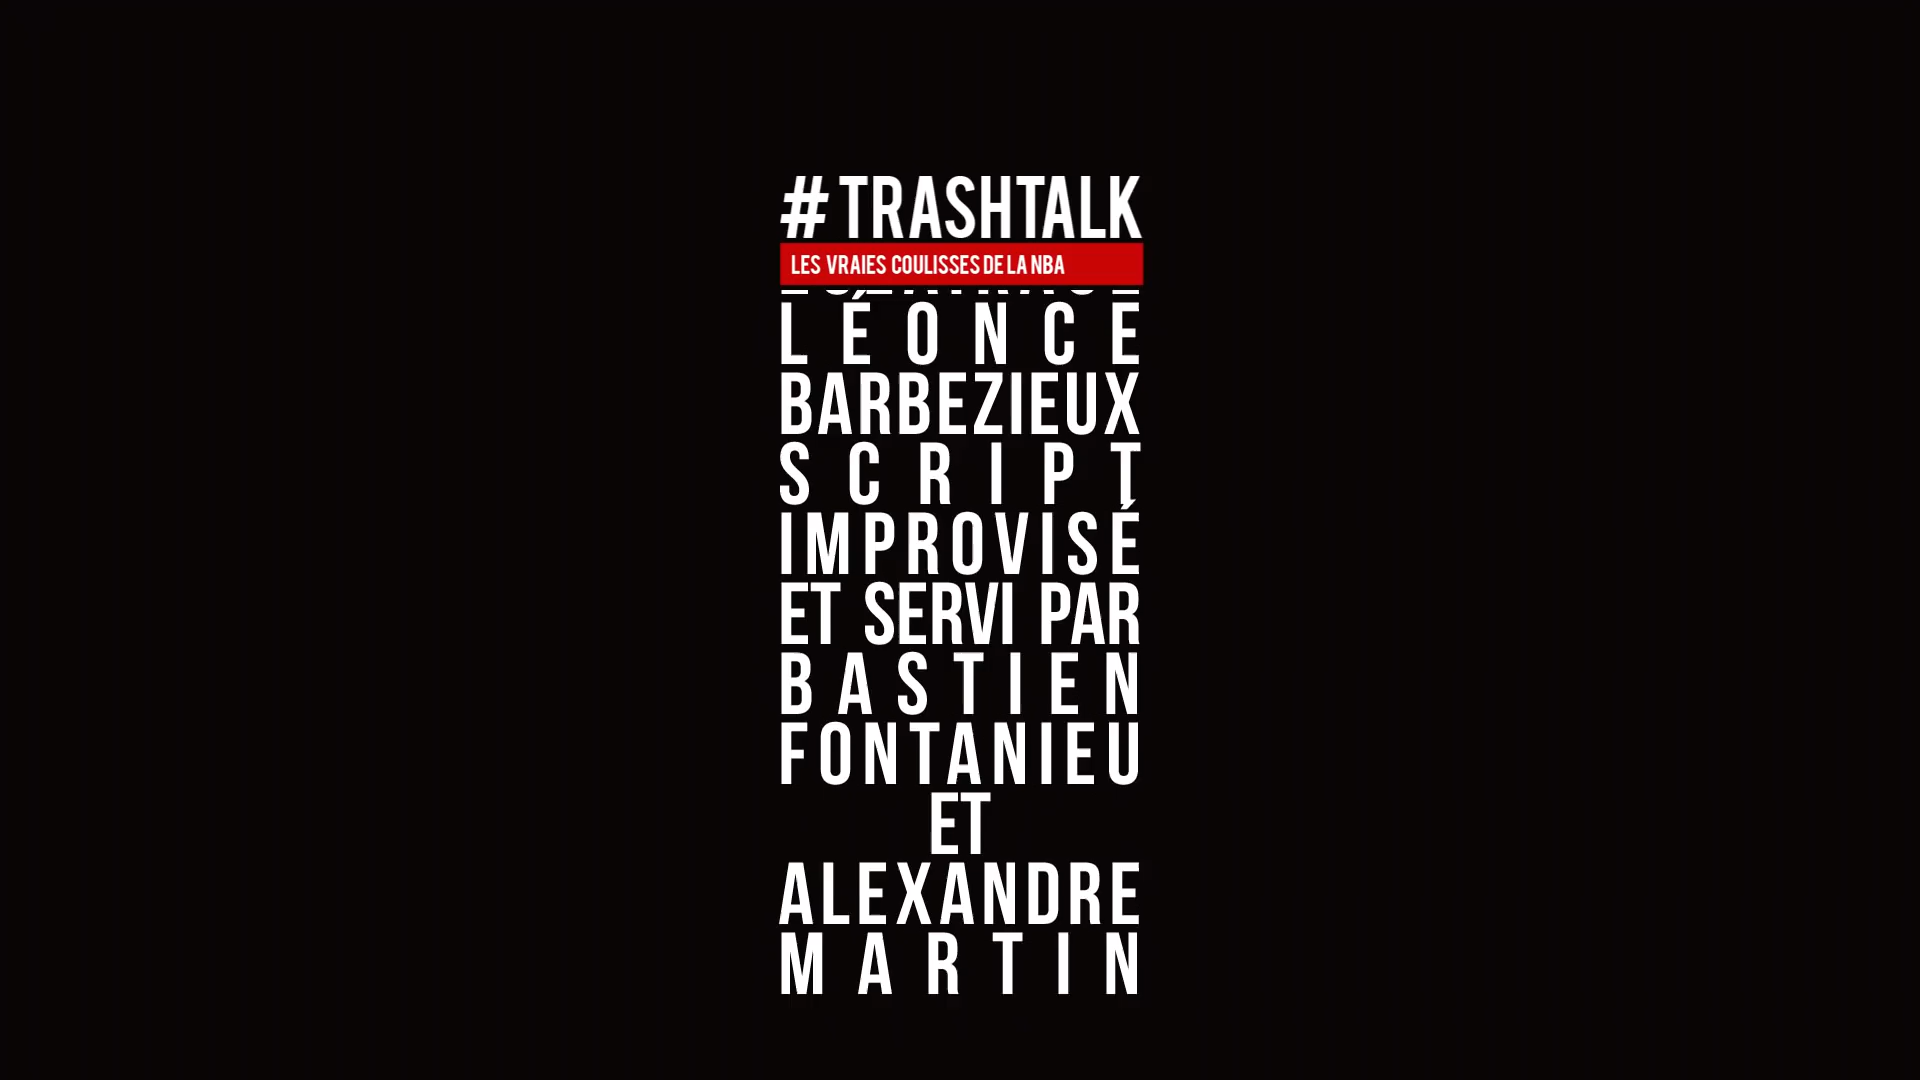 #TRASHTALK
LES VRAIES COULISSES DE LA NBA
LÉONCE
BARBEZIEUX
SCRIPT
IMPROVISÉ
ET SERVI PAR
BASTIEN
FONTANIEU
ET
ALEXANDRE
MARTIN